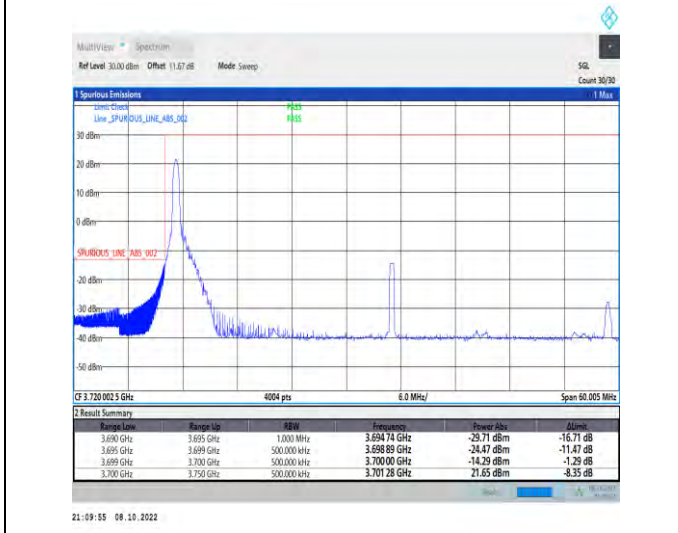 MultiView Spectrum
Ref Level 30.00 dBm Offset 11.67 dB Mode Sweep SGL
Count 30/30
1 Spurious Emissions 1 Max
Limit Check PASS
Line _SPURIOUS_LINE_ABS_002 PASS
30 dBm
20 dBm
10 dBm
0 dBm
SPURIOUS_LINE_ABS_002
-20 dBm
-30 dBm
-40 dBm
-50 dBm
CF 3.720 002 5 GHz 4004 pts 6.0 MHz/ Span 60.005 MHz
2 Result Summary
Range Low Range Up RBW Frequency Power Abs ΔLimit
3.690 GHz 3.695 GHz 1.000 MHz 3.694 74 GHz -29.71 dBm -16.71 dB
3.695 GHz 3.699 GHz 500.000 kHz 3.698 89 GHz -24.47 dBm -11.47 dB
3.699 GHz 3.700 GHz 500.000 kHz 3.700 00 GHz -14.29 dBm -1.29 dB
3.700 GHz 3.750 GHz 500.000 kHz 3.701 28 GHz 21.65 dBm -8.35 dB
21:09:55 08.10.2022